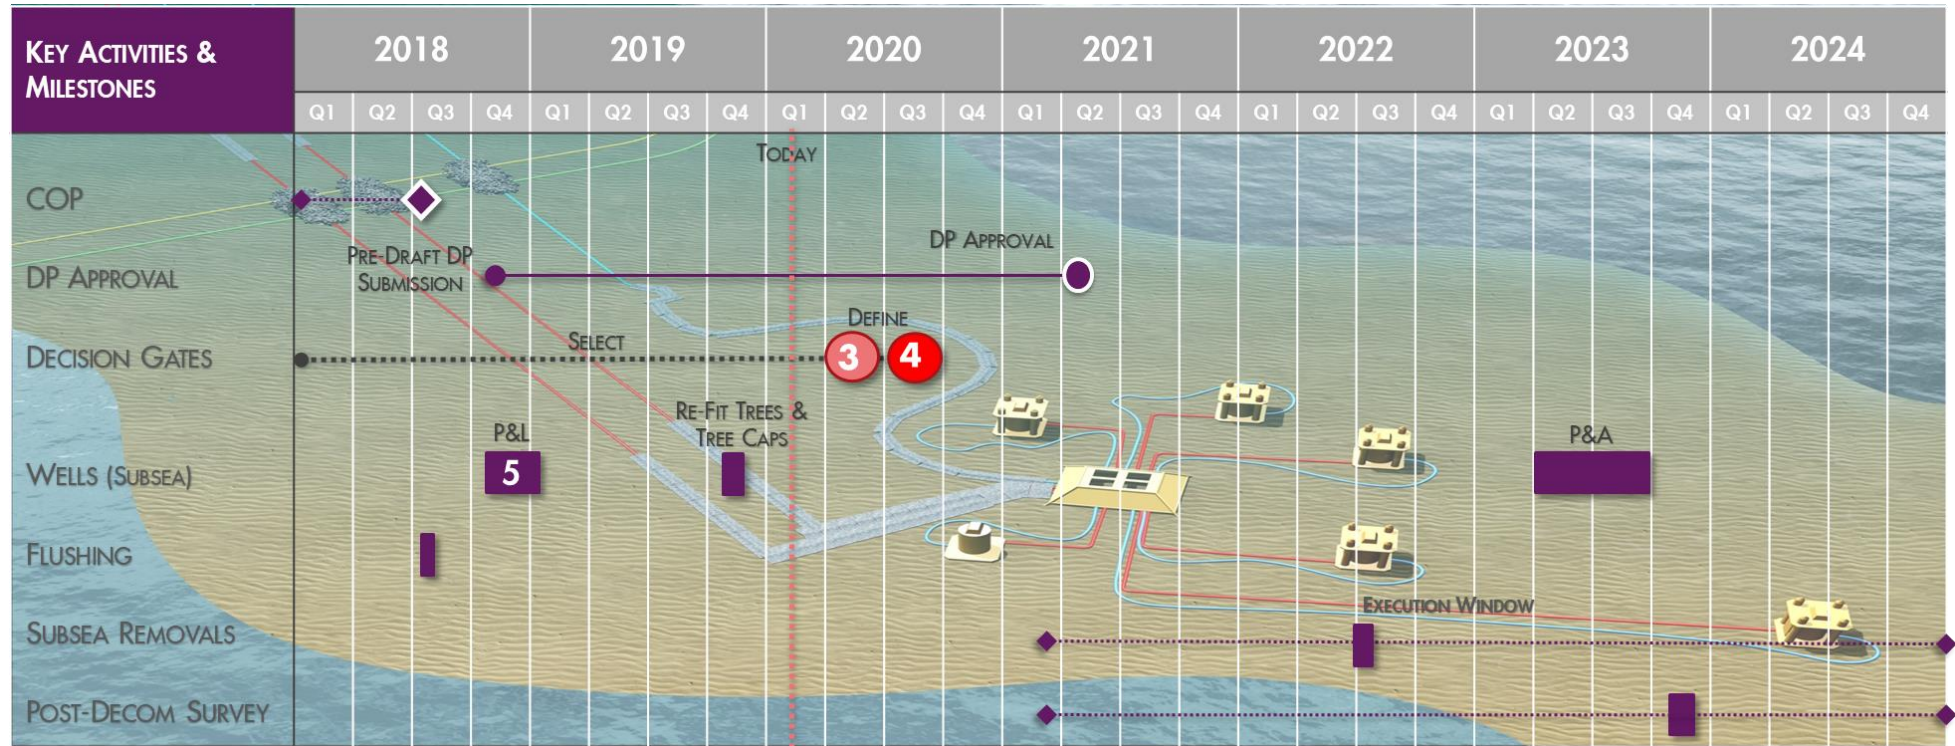 KEY ACTIVITIES &
MILESTONES
2018 2019 2020 2021 2022 2023 2024
Q1 Q2 Q3 Q4 Q1 Q2 Q3 Q4 Q1 Q2 Q3 Q4 Q1 Q2 Q3 Q4 Q1 Q2 Q3 Q4 Q1 Q2 Q3 Q4 Q1 Q2 Q3 Q4
TODAY
COP
DP APPROVAL
PRE-DRAFT DP
SUBMISSION
DP APPROVAL
DEFINE
SELECT
DECISION GATES
3 4
RE-FIT TREES &
TREE CAPS
P&L
P&A
WELLS (SUBSEA)
5
FLUSHING
EXECUTION WINDOW
SUBSEA REMOVALS
POST-DECOM SURVEY